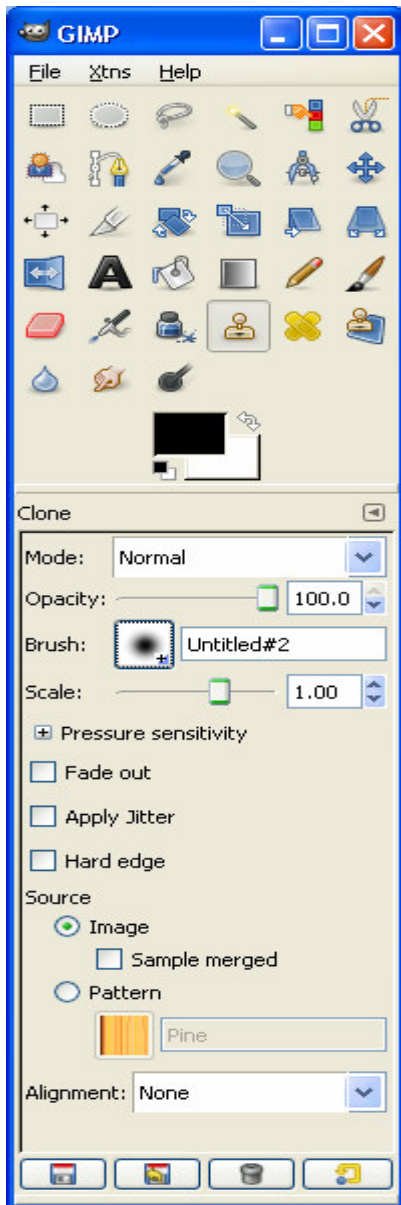 GIMP
File Xtns Help
Clone
Mode: Normal
Opacity: 100.0
Brush: Untitled#2
Scale: 1.00
Pressure sensitivity
Fade out
Apply Jitter
Hard edge
Source
Image
Sample merged
Pattern
Pine
Alignment: None